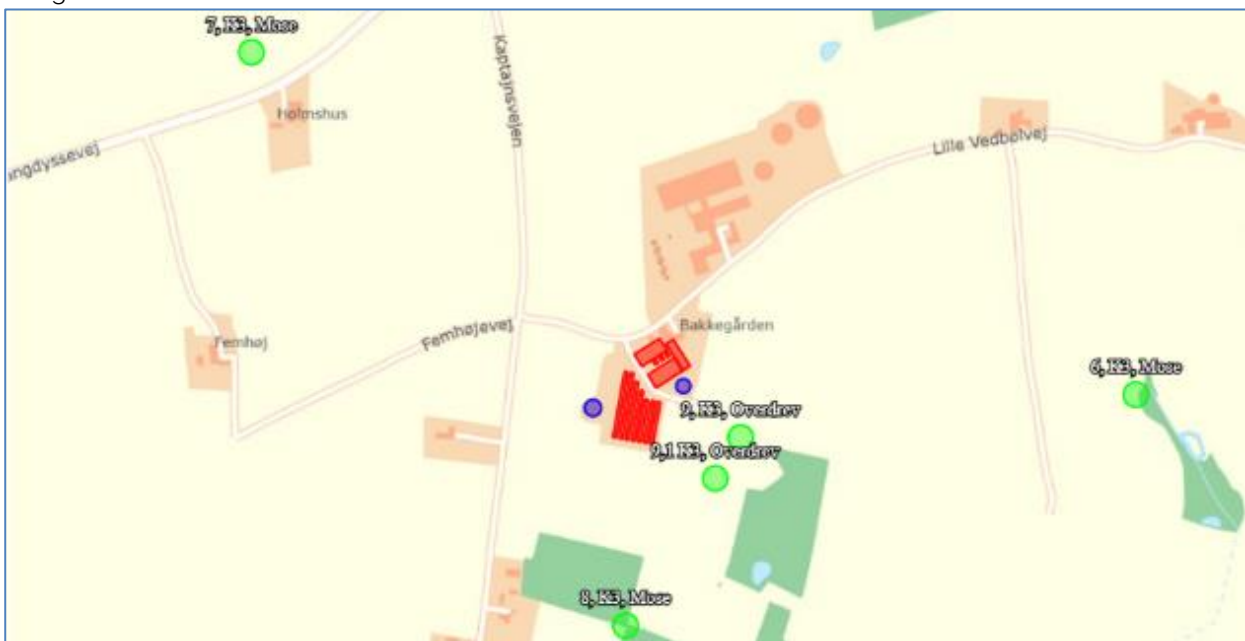 7, K3, Mose
Kaptajnsvejen
Holmshus
angdyssevej
Lille Vedbølvej
Bakkegården
Femhøjevej
Femhøj
6, K3, Mose
9, K3, Overdrev
9,1 K3, Overdrev
8, K3, Mose